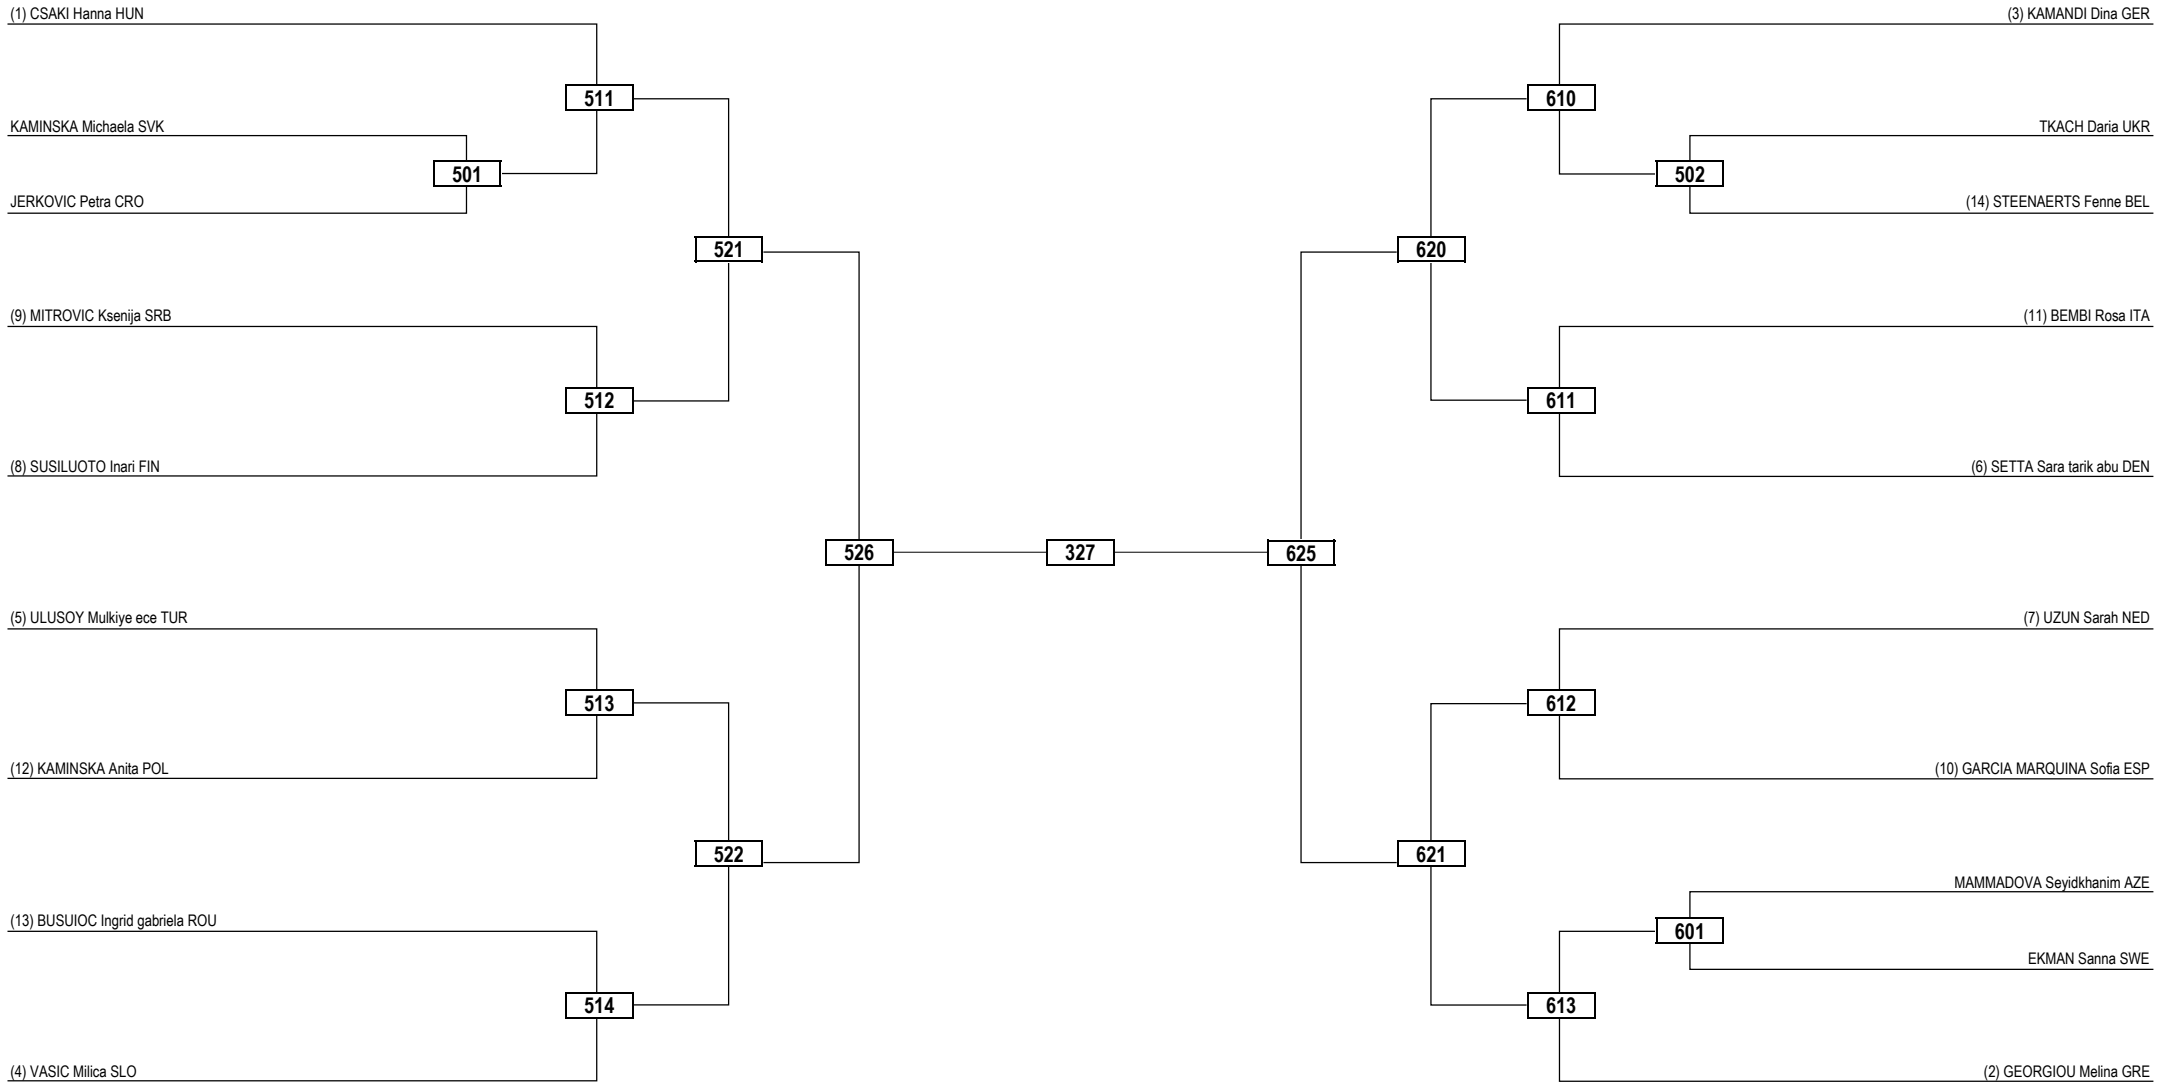 (1) CSAKI Hanna HUN
(3) KAMANDI Dina GER
511
610
KAMINSKA Michaela SVK
TKACH Daria UKR
501
502
JERKOVIC Petra CRO
(14) STEENAERTS Fenne BEL
521
620
(9) MITROVIC Ksenija SRB
(11) BEMBI Rosa ITA
512
611
(8) SUSILUOTO Inari FIN
(6) SETTA Sara tarik abu DEN
526
327
625
(5) ULUSOY Mulkiye ece TUR
(7) UZUN Sarah NED
513
612
(12) KAMINSKA Anita POL
(10) GARCIA MARQUINA Sofia ESP
522
621
MAMMADOVA Seyidkhanim AZE
(13) BUSUIOC Ingrid gabriela ROU
601
EKMAN Sanna SWE
514
613
(4) VASIC Milica SLO
(2) GEORGIOU Melina GRE